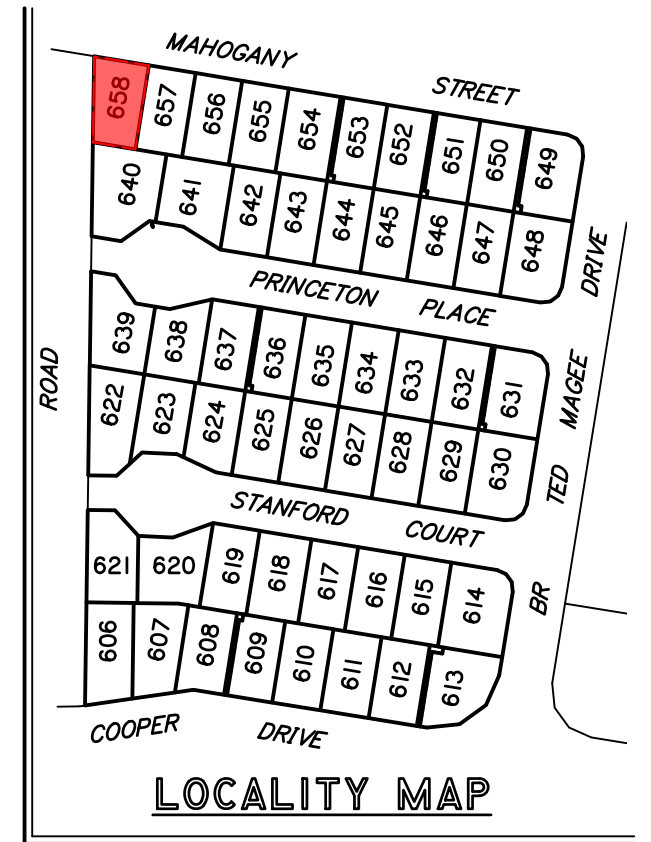 MAHOGANY STREET
658 657 656 655 654 653 652 651 650 649
640 641 642 643 644 645 646 647 648
PRINCETON PLACE
DRIVE
639 638 637 636 635 634 633 632 631
ROAD
MAGEE
622 623 624 625 626 627 628 629 630
TED
STANFORD COURT
BR
621 620 619 618 617 616 615 614
606 607 608 609 610 611 612 613
COOPER DRIVE
LOCALITY MAP